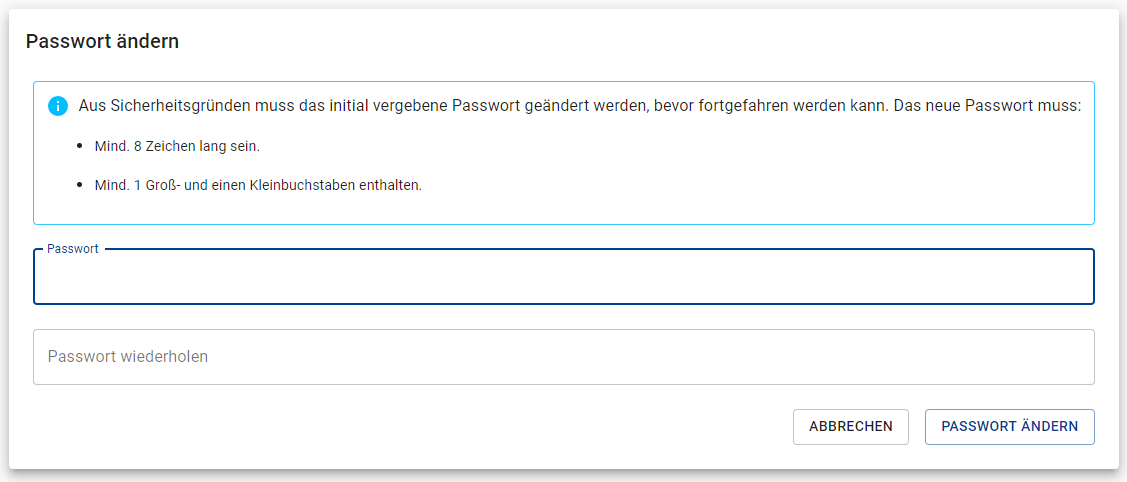 Passwort ändern
Aus Sicherheitsgründen muss das initial vergebene Passwort geändert werden, bevor fortgefahren werden kann. Das neue Passwort muss:
• Mind. 8 Zeichen lang sein.
• Mind. 1 Groß- und einen Kleinbuchstaben enthalten.
Passwort
Passwort wiederholen
ABBRECHEN PASSWORT ÄNDERN